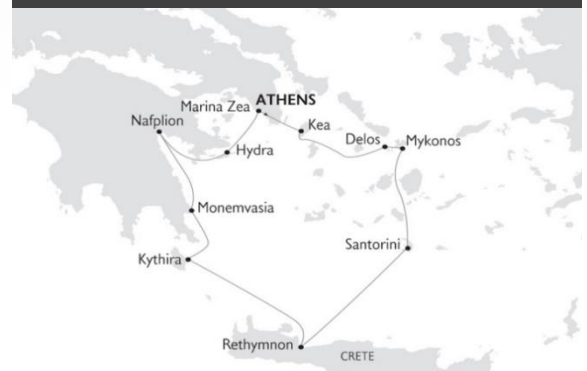 ATHENS
Marina Zea
Nafplion
Kea
Delos
Mykonos
Hydra
Monemvasia
Santorini
Kythira
Rethymnon
CRETE